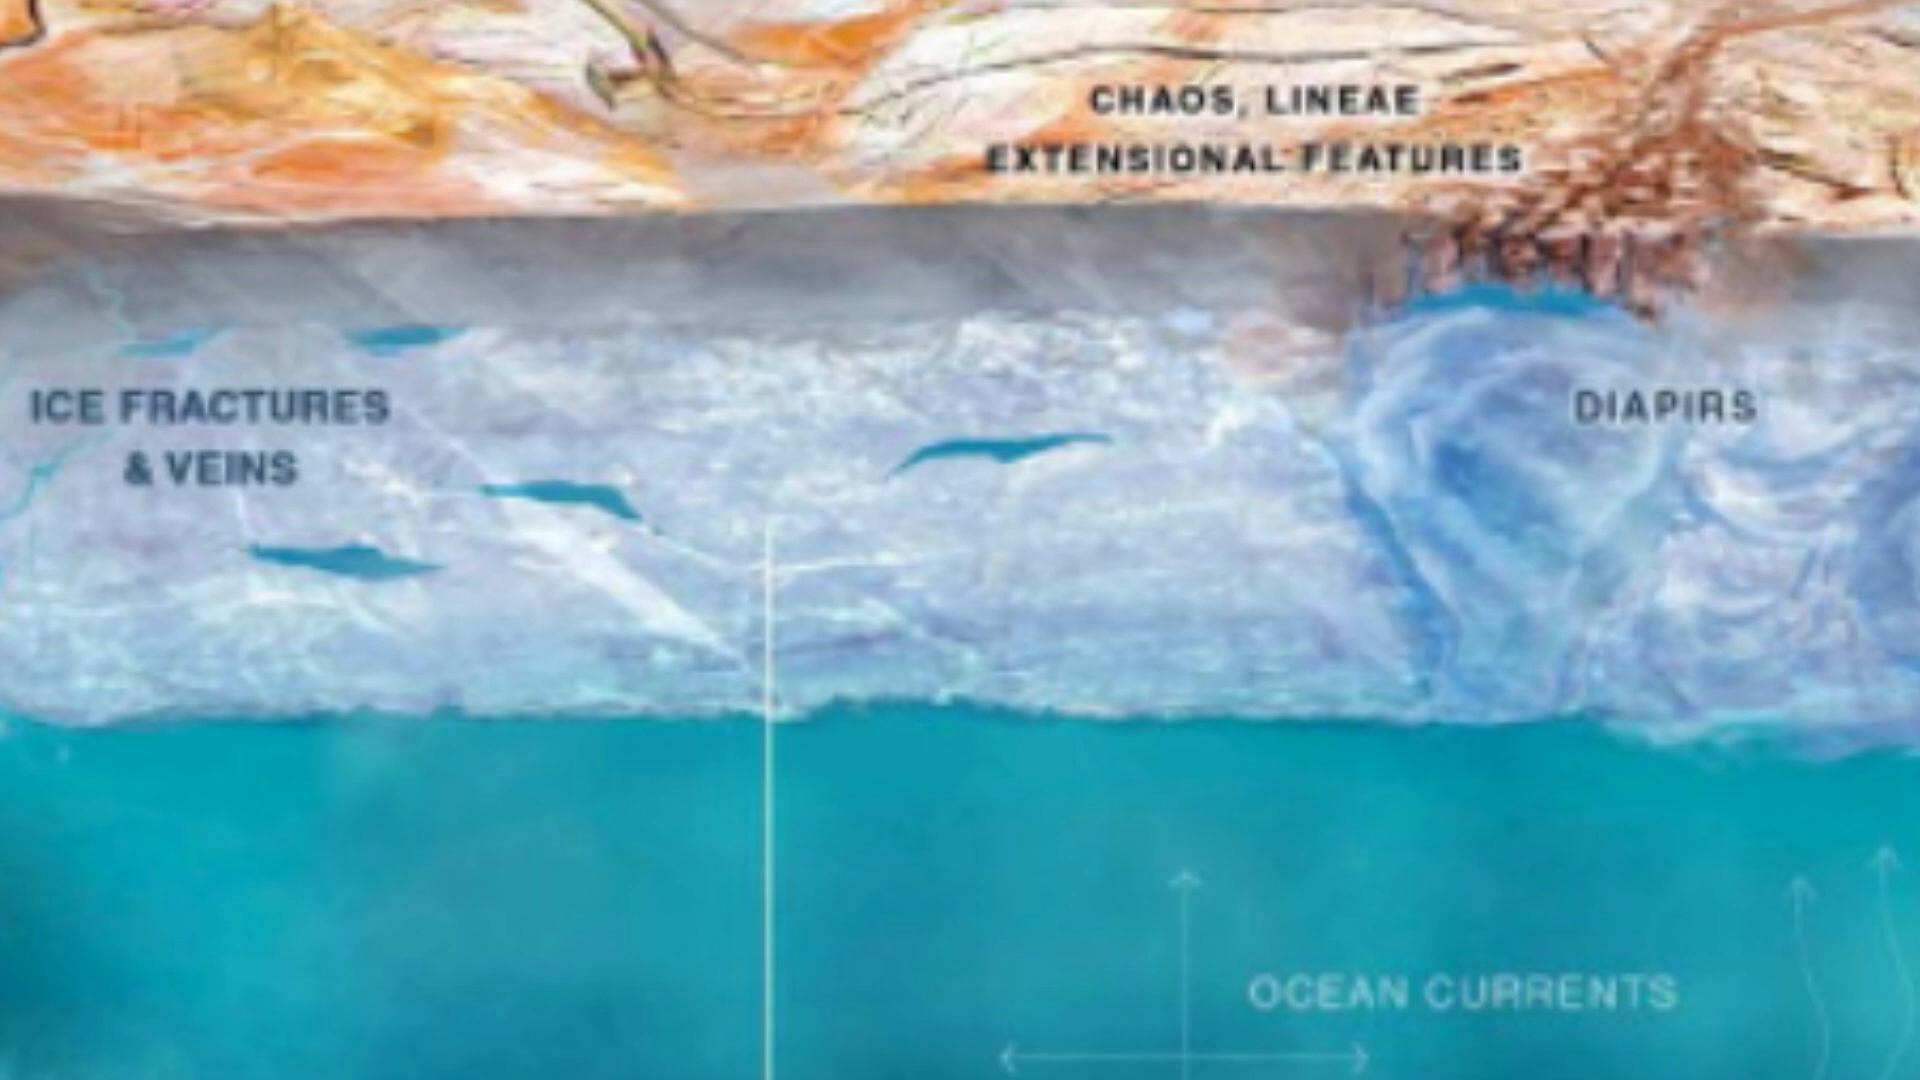 CHAOS, LINEAE
EXTENSIONAL FEATURES
ICE FRACTURES
& VEINS
DIAPIRS
OCEAN CURRENTS